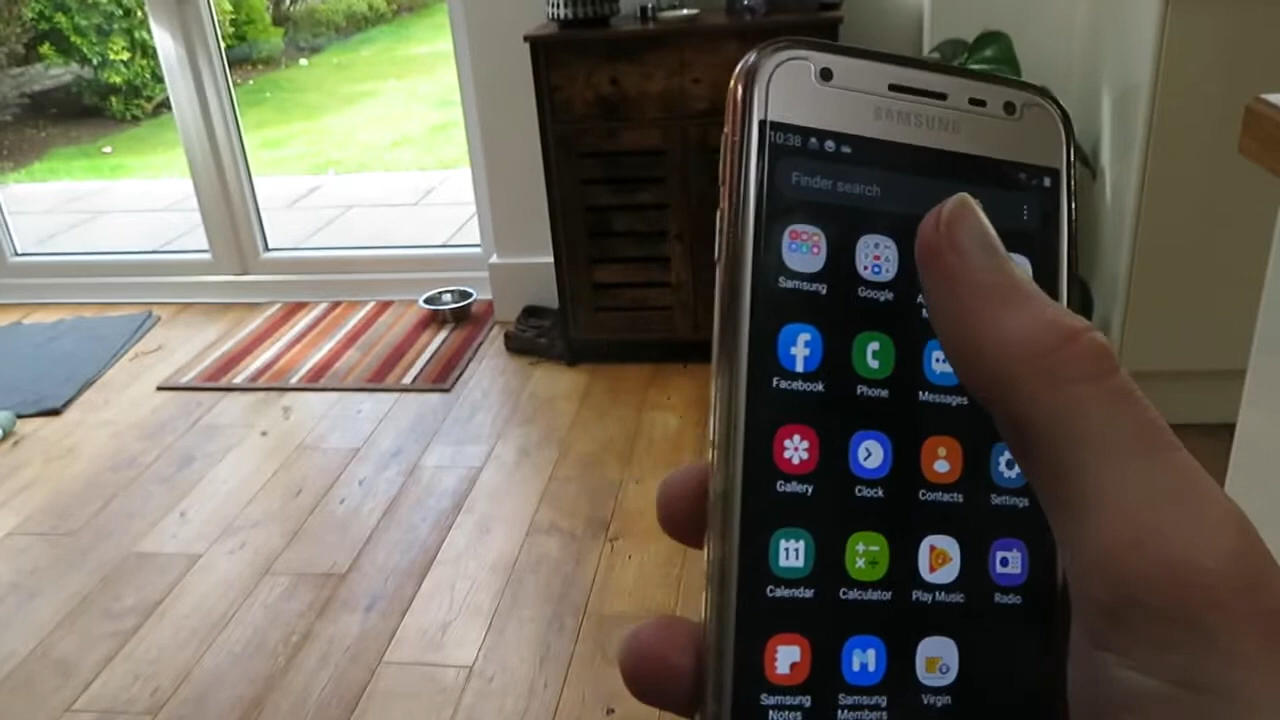 SAMSUNG
10:38
Finder search
Samsung
Google
Facebook
Phone
Messages
Gallery
Clock
Contacts
Settings
11
Calendar
Calculator
Play Music
Radio
Samsung
Notes
Samsung
Members
Virgin